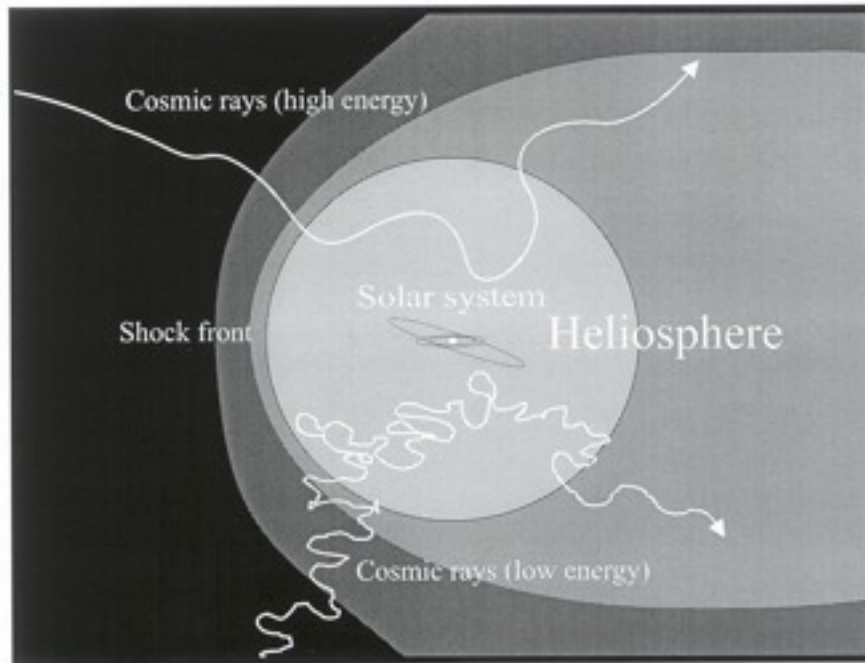 Cosmic rays (high energy)
Solar system
Shock front
Heliosphere
Cosmic rays (low energy)